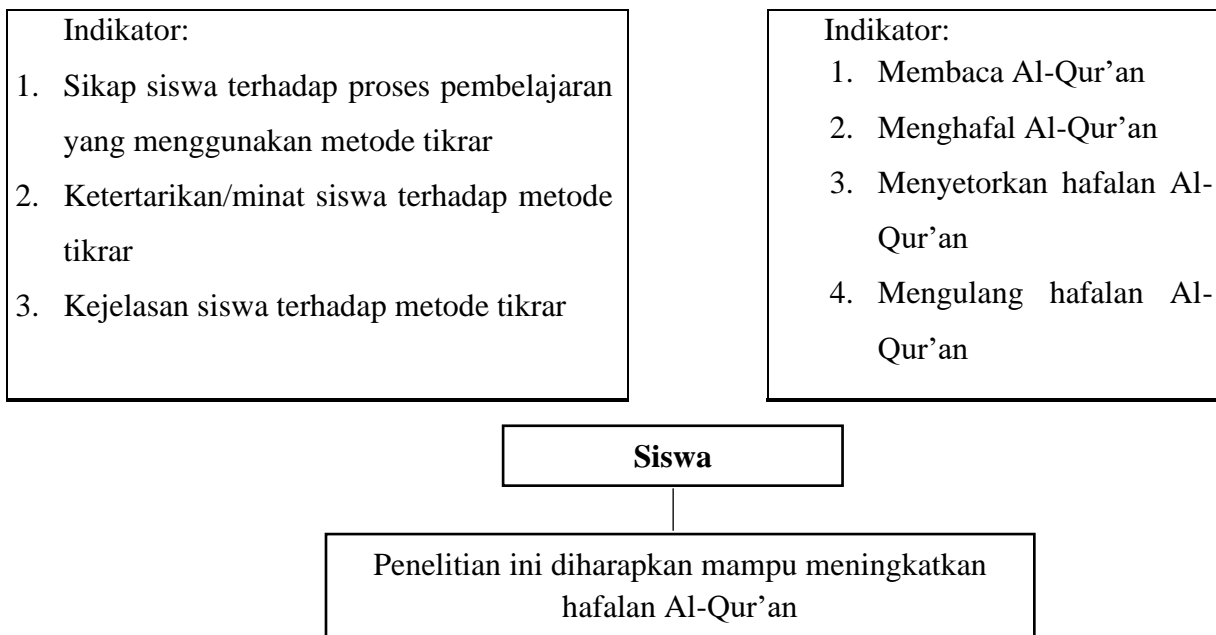 Indikator:
1. Sikap siswa terhadap proses pembelajaran
yang menggunakan metode tikrar
2. Ketertarikan/minat siswa terhadap metode
tikrar
3. Kejelasan siswa terhadap metode tikrar
Indikator:
1. Membaca Al-Qur’an
2. Menghafal Al-Qur’an
3. Menyetorkan hafalan Al-
Qur’an
4. Mengulang hafalan Al-
Qur’an
Siswa
Penelitian ini diharapkan mampu meningkatkan
hafalan Al-Qur’an